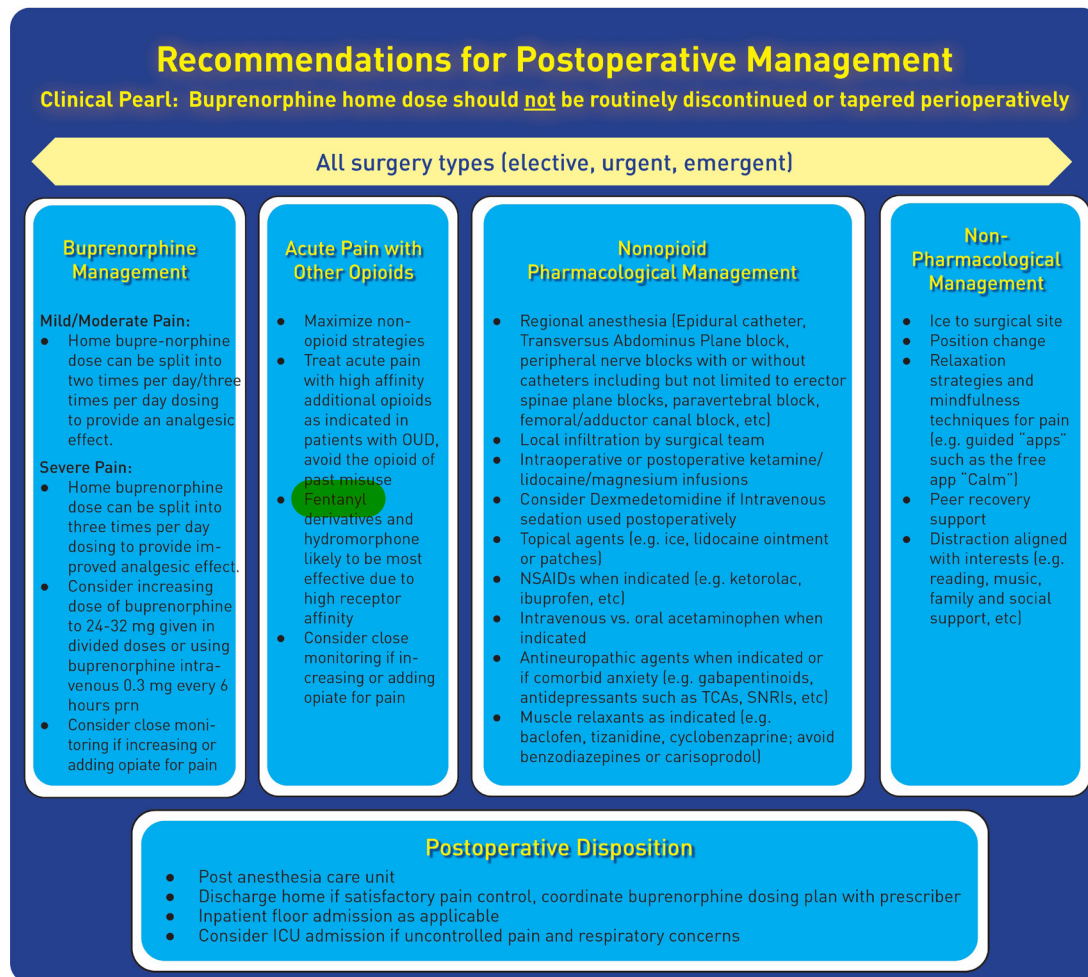 Recommendations for Postoperative Management
Clinical Pearl: Buprenorphine home dose should not be routinely discontinued or tapered perioperatively
All surgery types (elective, urgent, emergent)
Buprenorphine
Management
Mild/Moderate Pain:
● Home bupre-norphine
dose can be split into
two times per day/three
times per day dosing
to provide an analgesic
effect.
Severe Pain:
● Home buprenorphine
dose can be split into
three times per day
dosing to provide im-
proved analgesic effect.
● Consider increasing
dose of buprenorphine
to 24-32 mg given in
divided doses or using
buprenorphine intra-
venous 0.3 mg every 6
hours prn
● Consider close moni-
toring if increasing or
adding opiate for pain
Acute Pain with
Other Opioids
● Maximize non-
opioid strategies
● Treat acute pain
with high affinity
additional opioids
as indicated in
patients with OUD,
avoid the opioid of
past misuse
● Fentanyl
derivatives and
hydromorphone
likely to be most
effective due to
high receptor
affinity
● Consider close
monitoring if in-
creasing or adding
opiate for pain
Nonopioid
Pharmacological Management
● Regional anesthesia (Epidural catheter,
Transversus Abdominus Plane block,
peripheral nerve blocks with or without
catheters including but not limited to erector
spinae plane blocks, paravertebral block,
femoral/adductor canal block, etc)
● Local infiltration by surgical team
● Intraoperative or postoperative ketamine/
lidocaine/magnesium infusions
● Consider Dexmedetomidine if Intravenous
sedation used postoperatively
● Topical agents (e.g. ice, lidocaine ointment
or patches)
● NSAIDs when indicated (e.g. ketorolac,
ibuprofen, etc)
● Intravenous vs. oral acetaminophen when
indicated
● Antineuropathic agents when indicated or
if comorbid anxiety (e.g. gabapentinoids,
antidepressants such as TCAs, SNRIs, etc)
● Muscle relaxants as indicated (e.g.
baclofen, tizanidine, cyclobenzaprine; avoid
benzodiazepines or carisoprodol)
Non-
Pharmacological
Management
● Ice to surgical site
● Position change
● Relaxation
strategies and
mindfulness
techniques for pain
(e.g. guided "apps"
such as the free
app "Calm")
● Peer recovery
support
● Distraction aligned
with interests (e.g.
reading, music,
family and social
support, etc)
Postoperative Disposition
● Post anesthesia care unit
● Discharge home if satisfactory pain control, coordinate buprenorphine dosing plan with prescriber
● Inpatient floor admission as applicable
● Consider ICU admission if uncontrolled pain and respiratory concerns